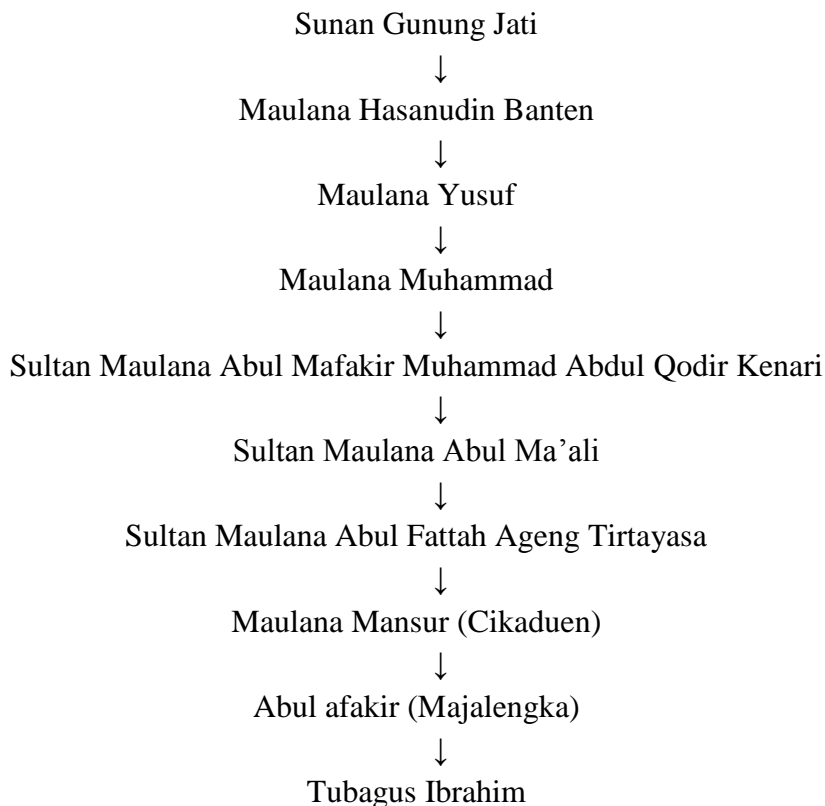 Sunan Gunung Jati
↓
Maulana Hasanudin Banten
↓
Maulana Yusuf
↓
Maulana Muhammad
↓
Sultan Maulana Abul Mafakir Muhammad Abdul Qodir Kenari
↓
Sultan Maulana Abul Ma’ali
↓
Sultan Maulana Abul Fattah Ageng Tirtayasa
↓
Maulana Mansur (Cikaduen)
↓
Abul afakir (Majalengka)
↓
Tubagus Ibrahim